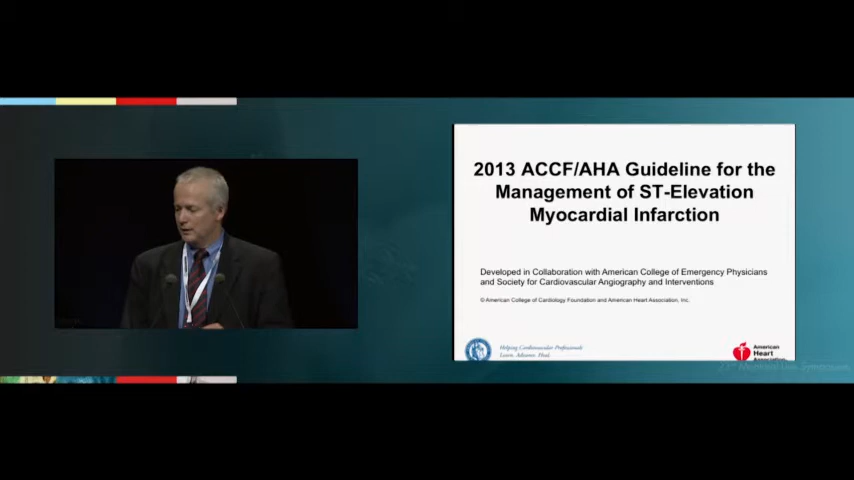 2013 ACCF/AHA Guideline for the
Management of ST-Elevation
Myocardial Infarction
Developed in Collaboration with American College of Emergency Physicians
and Society for Cardiovascular Angiography and Interventions
© American College of Cardiology Foundation and American Heart Association, Inc.
Helping Cardiovascular Professionals
Learn. Advance. Heal.
American
Heart